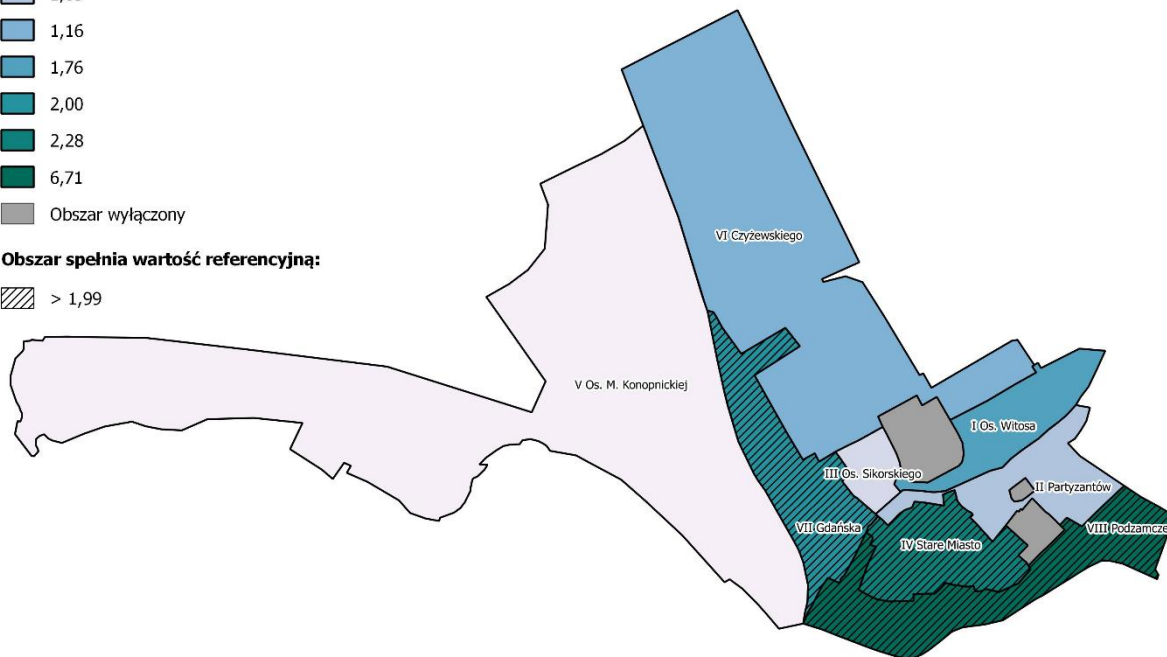 1,16
1,76
2,00
2,28
6,71
Obszar wyłączony
Obszar spełnia wartość referencyjną:
> 1,99
VI Czyżewskiego
V Os. M. Konopnickiej
I Os. Witosa
III Os. Sikorskiego
II Partyzantów
VII Gdańska
VIII Podzamcze
IV Stare Miasto